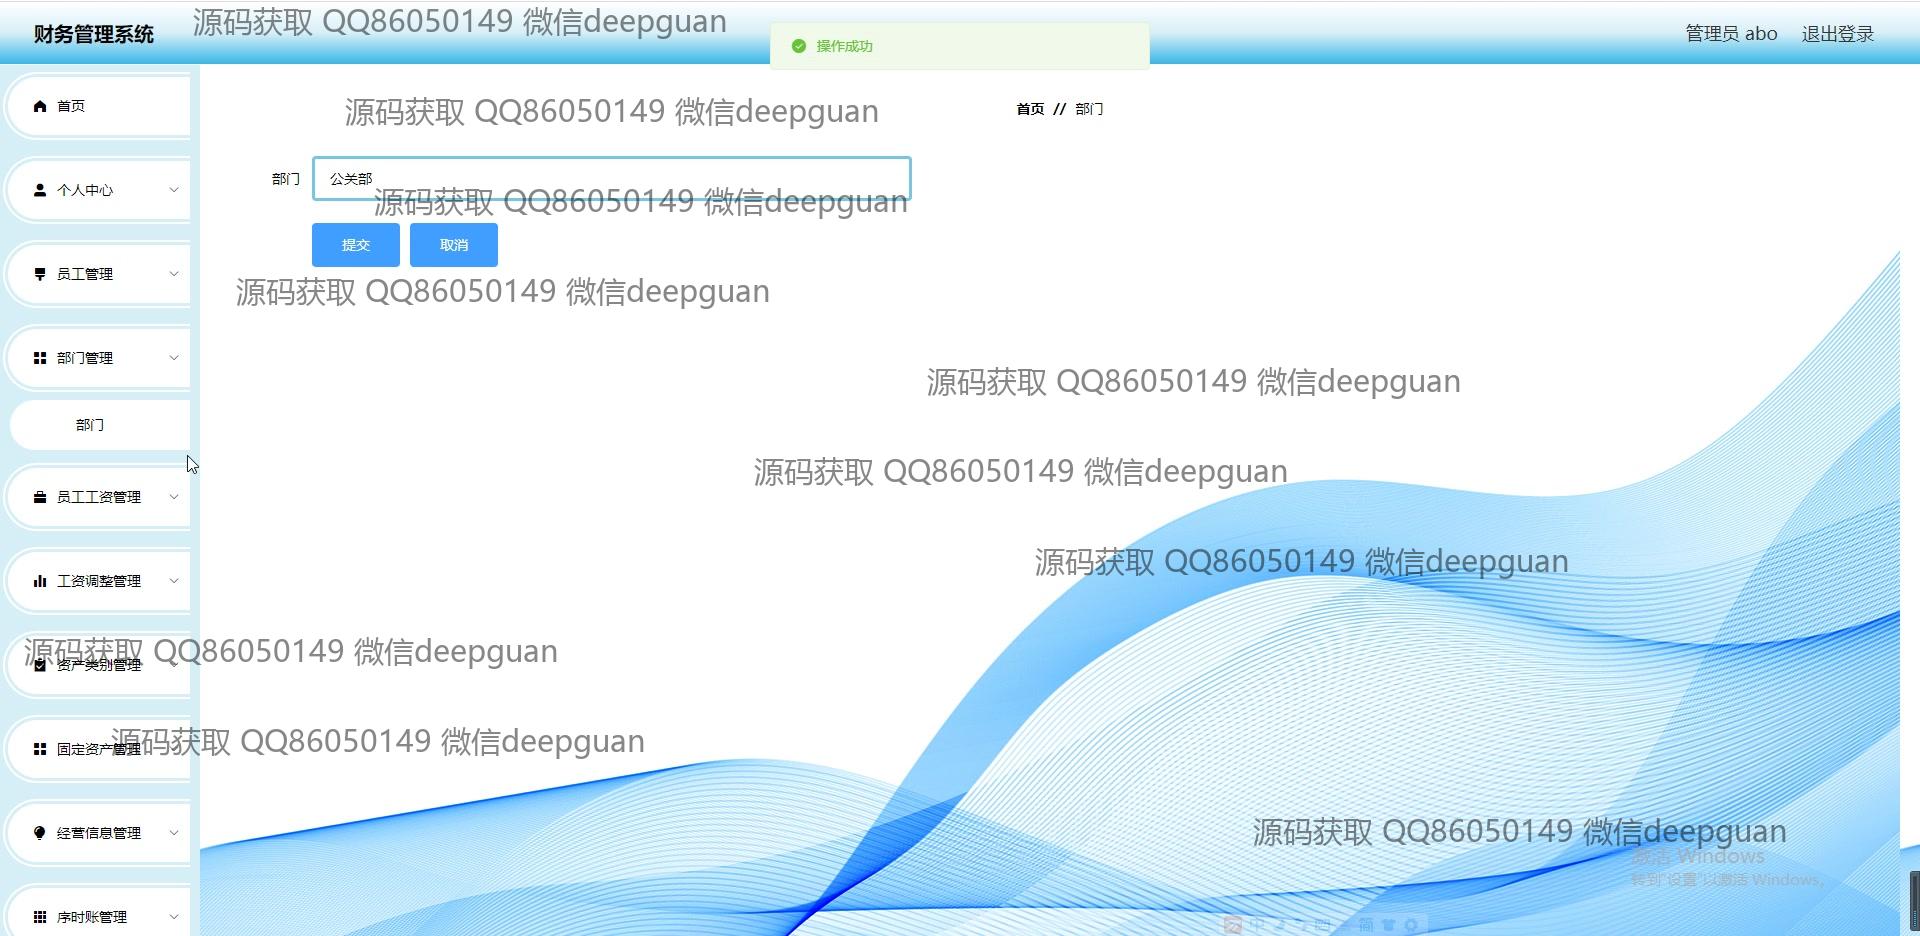 财务管理系统
源码获取 QQ86050149 微信deepguan
操作成功
管理员 abo
退出登录
首页
源码获取 QQ86050149 微信deepguan
首页 // 部门
个人中心
部门
公关部
源码获取 QQ86050149 微信deepguan
提交
取消
员工管理
源码获取 QQ86050149 微信deepguan
部门管理
源码获取 QQ86050149 微信deepguan
部门
源码获取 QQ86050149 微信deepguan
员工工资管理
源码获取 QQ86050149 微信deepguan
工资调整管理
源码获取 QQ86050149 微信deepguan
资产类别管理
源码获取 QQ86050149 微信deepguan
固定资产管理
经营信息管理
源码获取 QQ86050149 微信deepguan
激活 Windows
转到"设置"以激活 Windows。
序时账管理
中
简